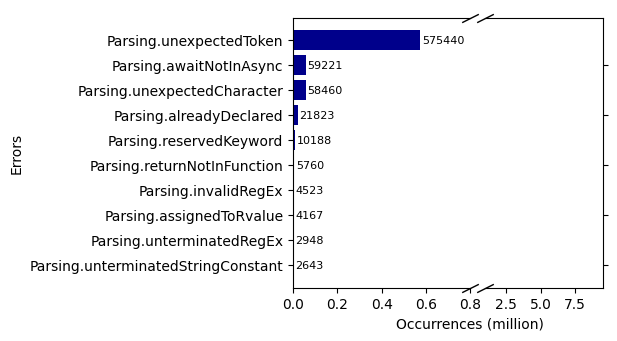 Errors
Parsing.unexpectedToken 575440
Parsing.awaitNotInAsync 59221
Parsing.unexpectedCharacter 58460
Parsing.alreadyDeclared 21823
Parsing.reservedKeyword 10188
Parsing.returnNotInFunction 5760
Parsing.invalidRegEx 4523
Parsing.assignedToRvalue 4167
Parsing.unterminatedRegEx 2948
Parsing.unterminatedStringConstant 2643
0.0 0.2 0.4 0.6 0.8 2.5 5.0 7.5
Occurrences (million)